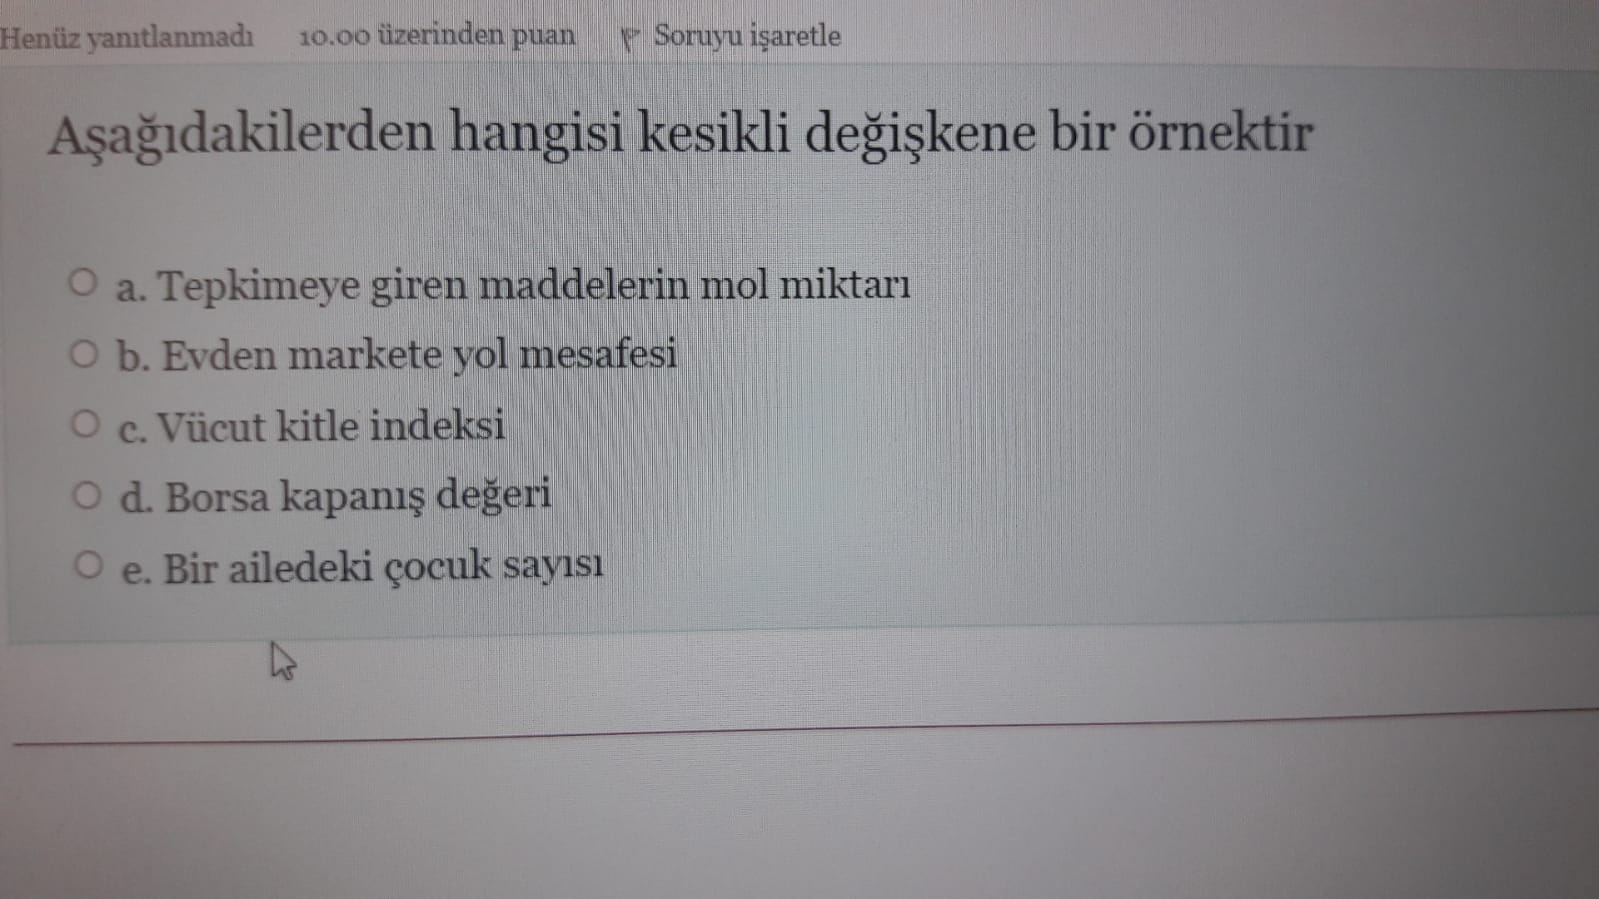 Henüz yanıtlanmadı 10.00 üzerinden puan Soruyu işaretle
Aşağıdakilerden hangisi kesikli değişkene bir örnektir
a. Tepkimeye giren maddelerin mol miktarı
b. Evden markete yol mesafesi
c. Vücut kitle indeksi
d. Borsa kapanış değeri
e. Bir ailedeki çocuk sayısı